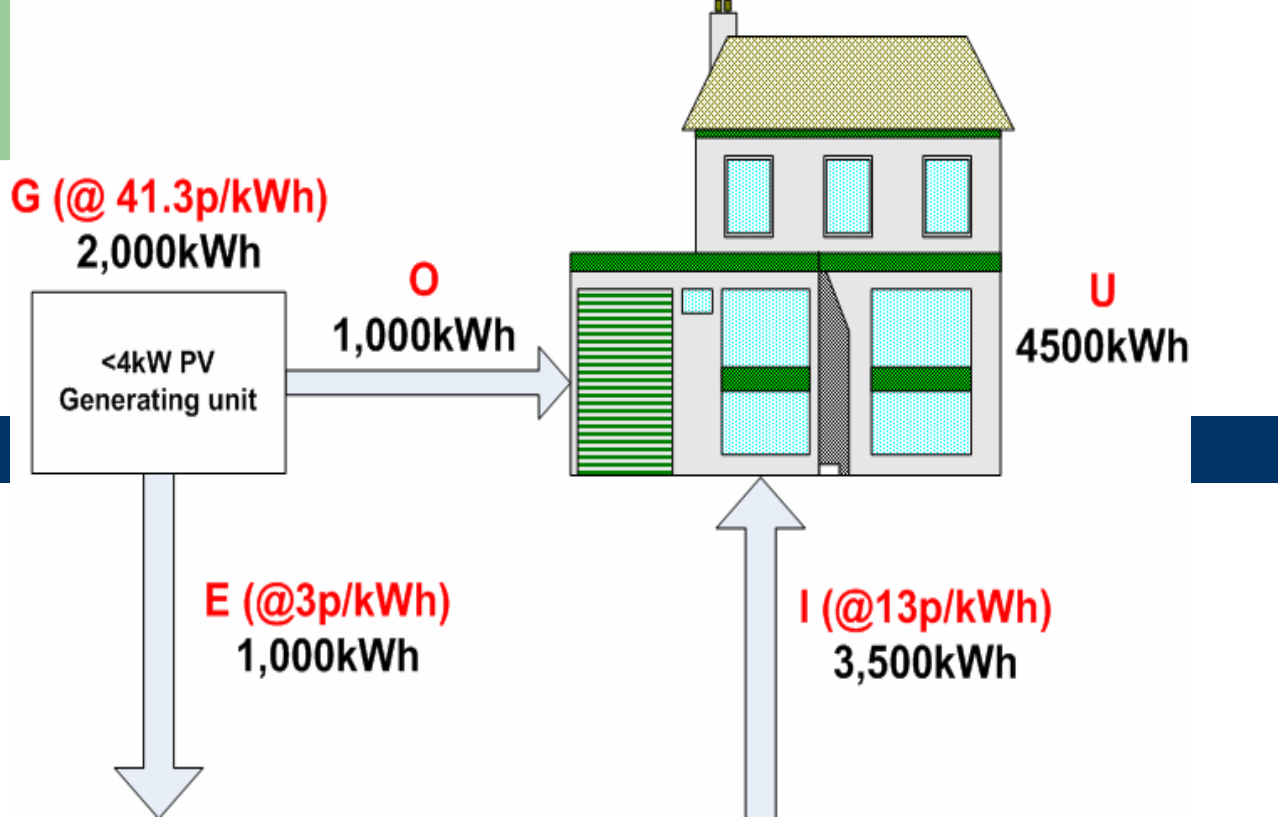 G (@ 41.3p/kWh)
2,000kWh
<4kW PV
Generating unit
O
1,000kWh
U
4500kWh
E (@3p/kWh)
1,000kWh
I (@13p/kWh)
3,500kWh